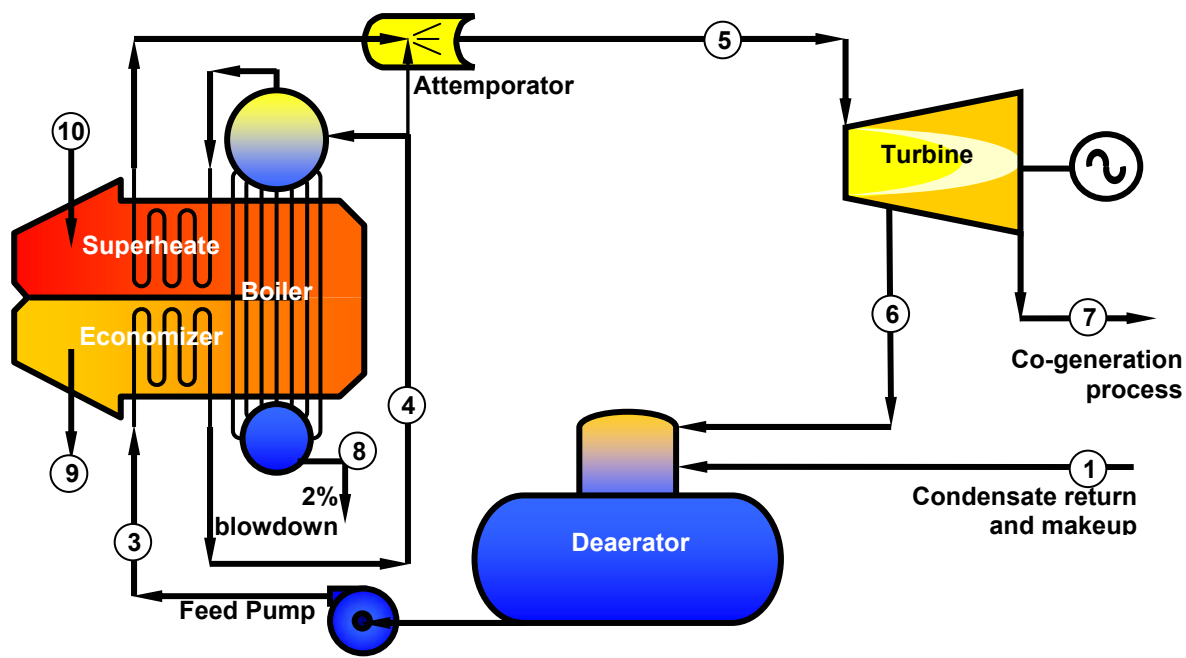 5
Attemporator
10
Turbine
Superheate
Boiler
6
7
Economizer
Co-generation
process
4
8
9
1
2%
blowdown
Condensate return
and makeup
3
Deaerator
Feed Pump